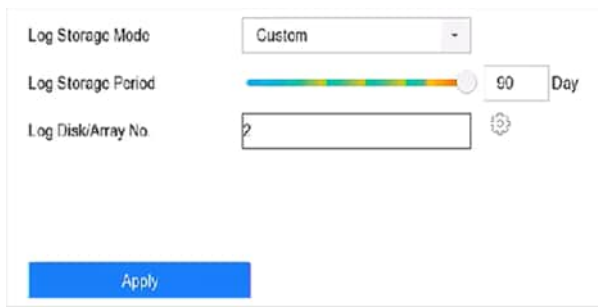 Log Storage Mode Custom
Log Storage Period 90 Day
Log Disk/Array No. 2
Apply